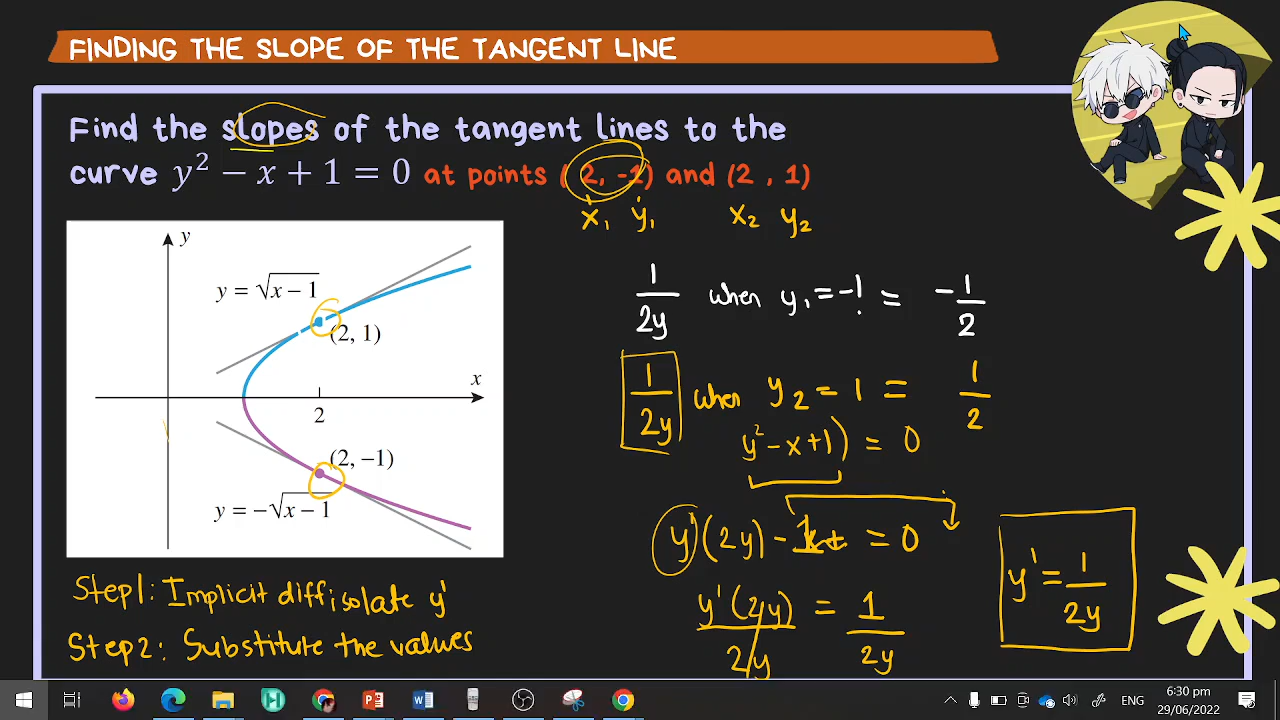 FINDING THE SLOPE OF THE TANGENT LINE
Find the slopes of the tangent lines to the
curve y² − x + 1 = 0 at points ( 2, -1) and (2 , 1)
x₁ y₁ x₂ y₂
y
y = √x − 1
(2, 1)
x
2
(2, −1)
y = −√x − 1
1/2y when y₁ = -1 = -1/2
1/2y when y₂ = 1 = 1/2
y² - x + 1) = 0
y'(2y) - 1 = 0
y'(2y)/2y = 1/2y
y' = 1/2y
Step1: Implicit diff isolate y'
Step2: Substitute the values
ENG
6:30 pm
29/06/2022